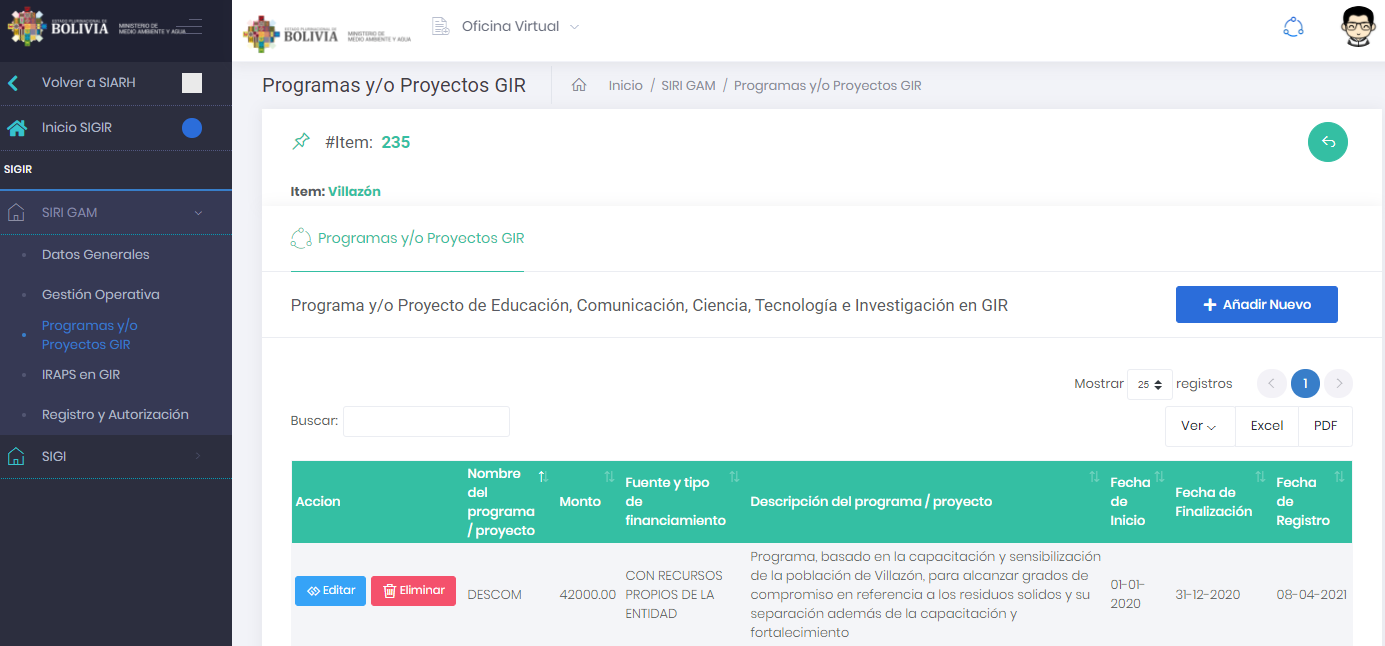 ESTADO PLURINACIONAL DE
BOLIVIA
MINISTERIO DE
MEDIO AMBIENTE Y AGUA
Volver a SIARH
Inicio SIGIR
SIGIR
SIRI GAM
Datos Generales
Gestión Operativa
Programas y/o
Proyectos GIR
IRAPS en GIR
Registro y Autorización
SIGI
ESTADO PLURINACIONAL DE
BOLIVIA
MINISTERIO DE
MEDIO AMBIENTE Y AGUA
Oficina Virtual
Programas y/o Proyectos GIR
Inicio / SIRI GAM / Programas y/o Proyectos GIR
#Item: 235
Item: Villazón
Programas y/o Proyectos GIR
Programa y/o Proyecto de Educación, Comunicación, Ciencia, Tecnología e Investigación en GIR
Añadir Nuevo
Mostrar 25 registros
1
Buscar:
Ver Excel PDF
Accion
Nombre
del
programa
/ proyecto
Monto
Fuente y tipo
de
financiamiento
Descripción del programa / proyecto
Fecha
de
Inicio
Fecha de
Finalización
Fecha
de
Registro
Editar Eliminar
DESCOM
42000.00
CON RECURSOS
PROPIOS DE LA
ENTIDAD
Programa, basado en la capacitación y sensibilización
de la población de Villazón, para alcanzar grados de
compromiso en referencia a los residuos solidos y su
separación además de la capacitación y
fortalecimiento
01-01-
2020
31-12-2020
08-04-2021